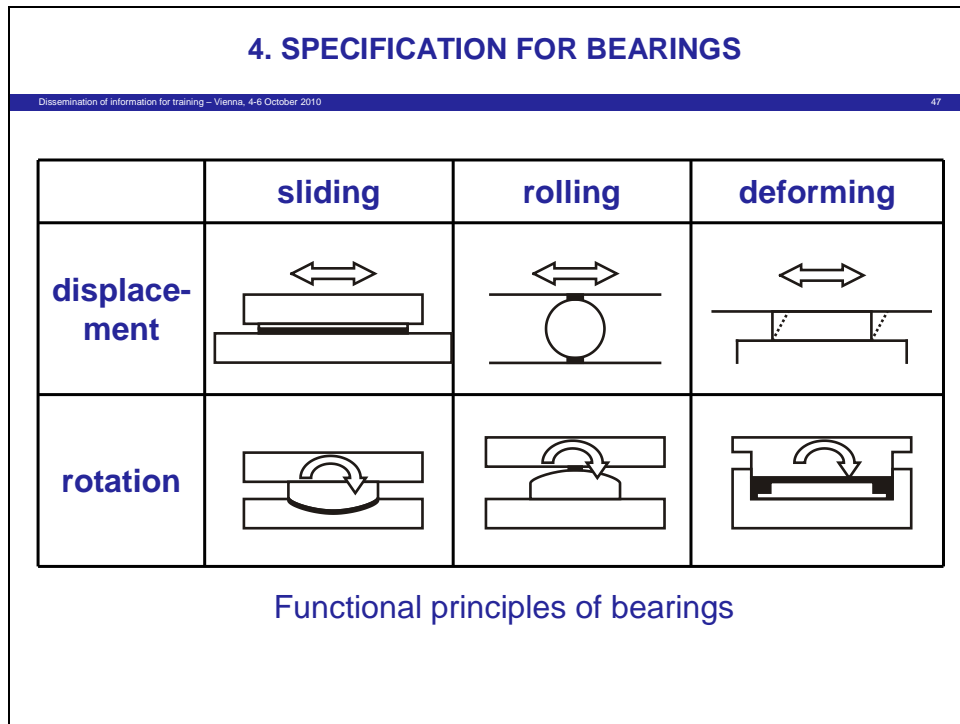 4. SPECIFICATION FOR BEARINGS
Dissemination of information for training – Vienna, 4-6 October 2010 47
sliding rolling deforming
displace-
ment
rotation
Functional principles of bearings